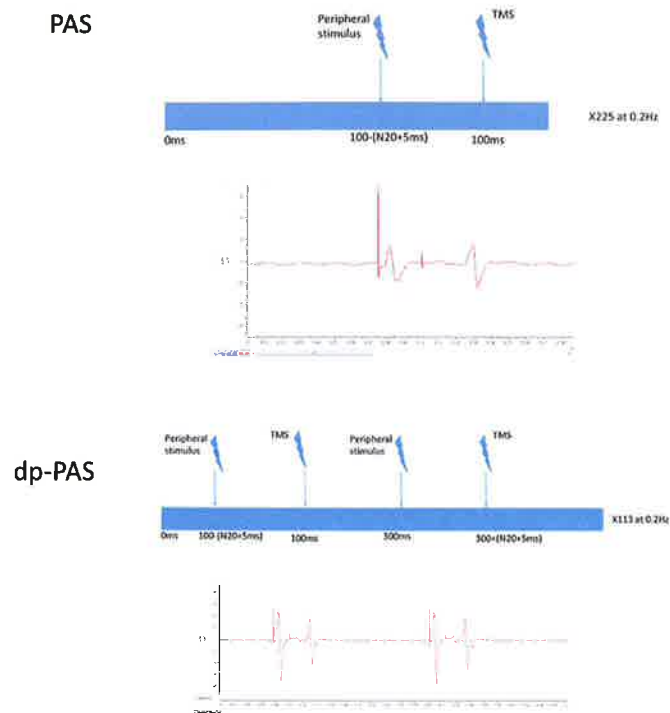 PAS
Peripheral
stimulus
TMS
X225 at 0.2Hz
0ms
100-(N20+5ms)
100ms
dp-PAS
Peripheral
stimulus
TMS
Peripheral
stimulus
TMS
X113 at 0.2Hz
0ms
100-(N20+5ms)
100ms
300ms
300+(N20+5ms)